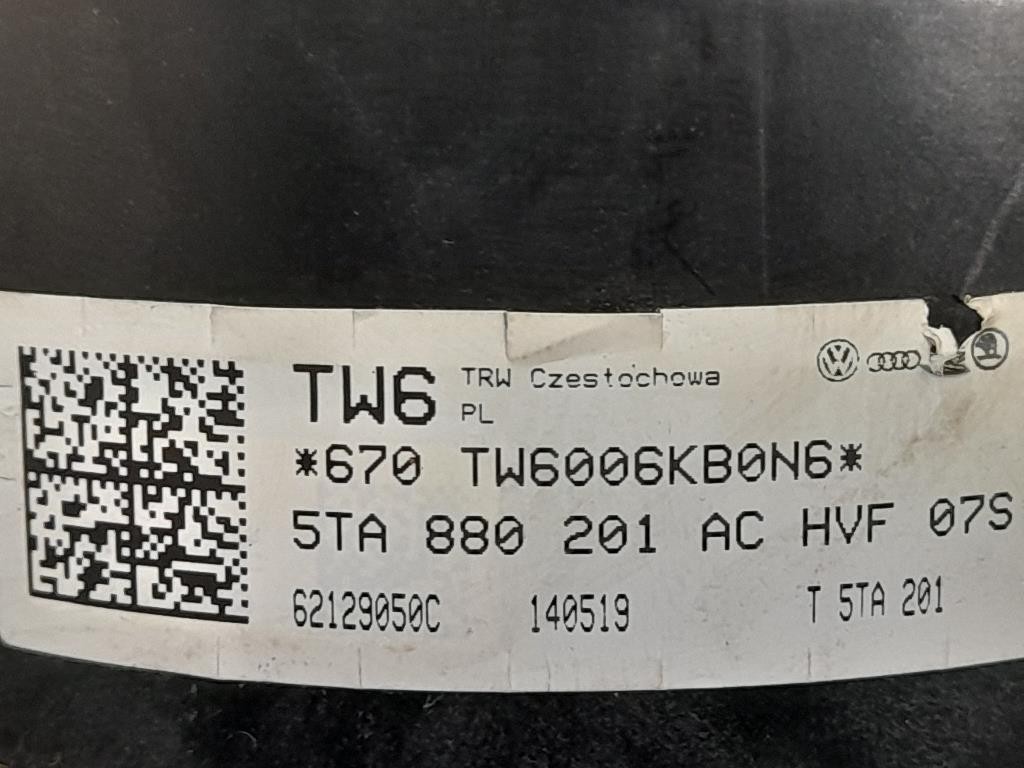 TW6 TRW Czestochowa
PL
*670 TW6006KB0N6*
5TA 880 201 AC HVF 07S
62129050C 140519 T 5TA 201